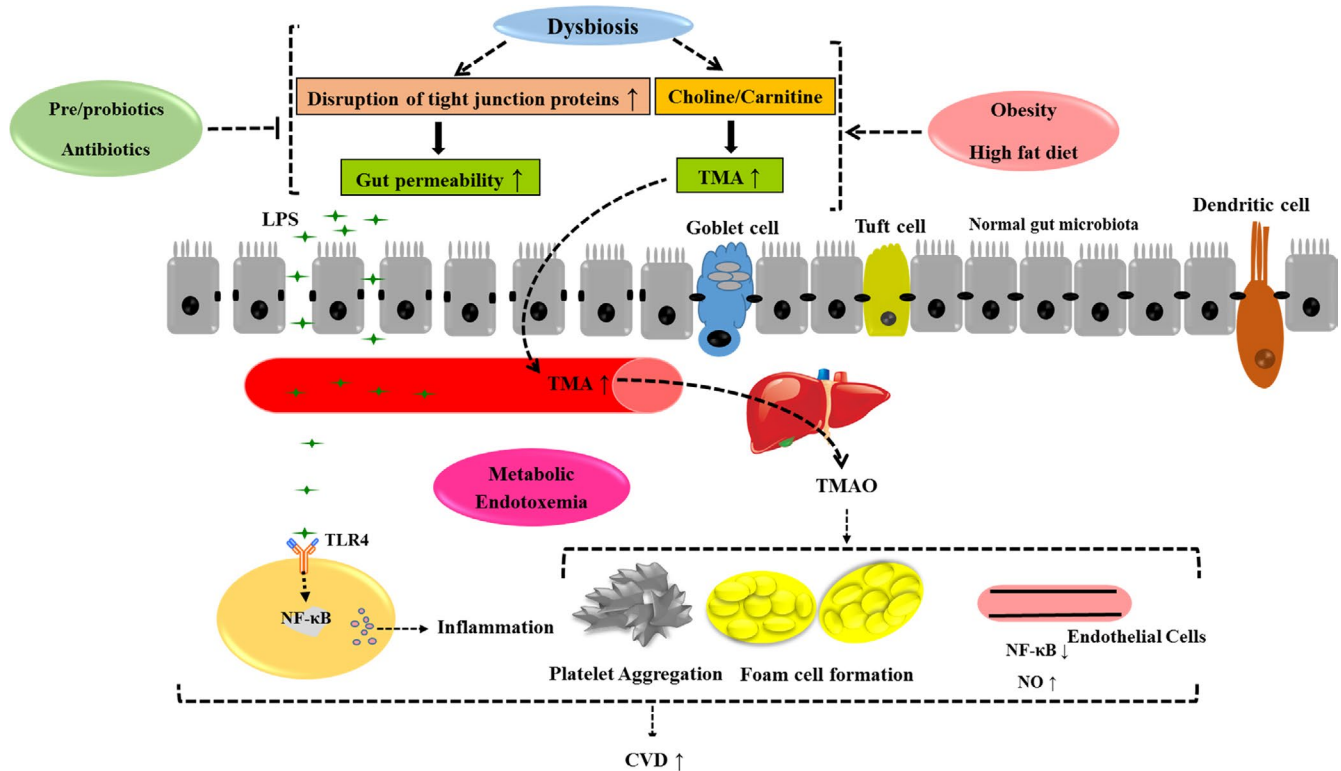 Dysbiosis
Pre/probiotics
Antibiotics
Disruption of tight junction proteins ↑
Choline/Carnitine
Obesity
High fat diet
Gut permeability ↑
TMA ↑
LPS
Goblet cell
Tuft cell
Normal gut microbiota
Dendritic cell
TMA ↑
Metabolic
Endotoxemia
TMAO
TLR4
NF-κB
Inflammation
Platelet Aggregation
Foam cell formation
Endothelial Cells
NF-κB ↓
NO ↑
CVD ↑